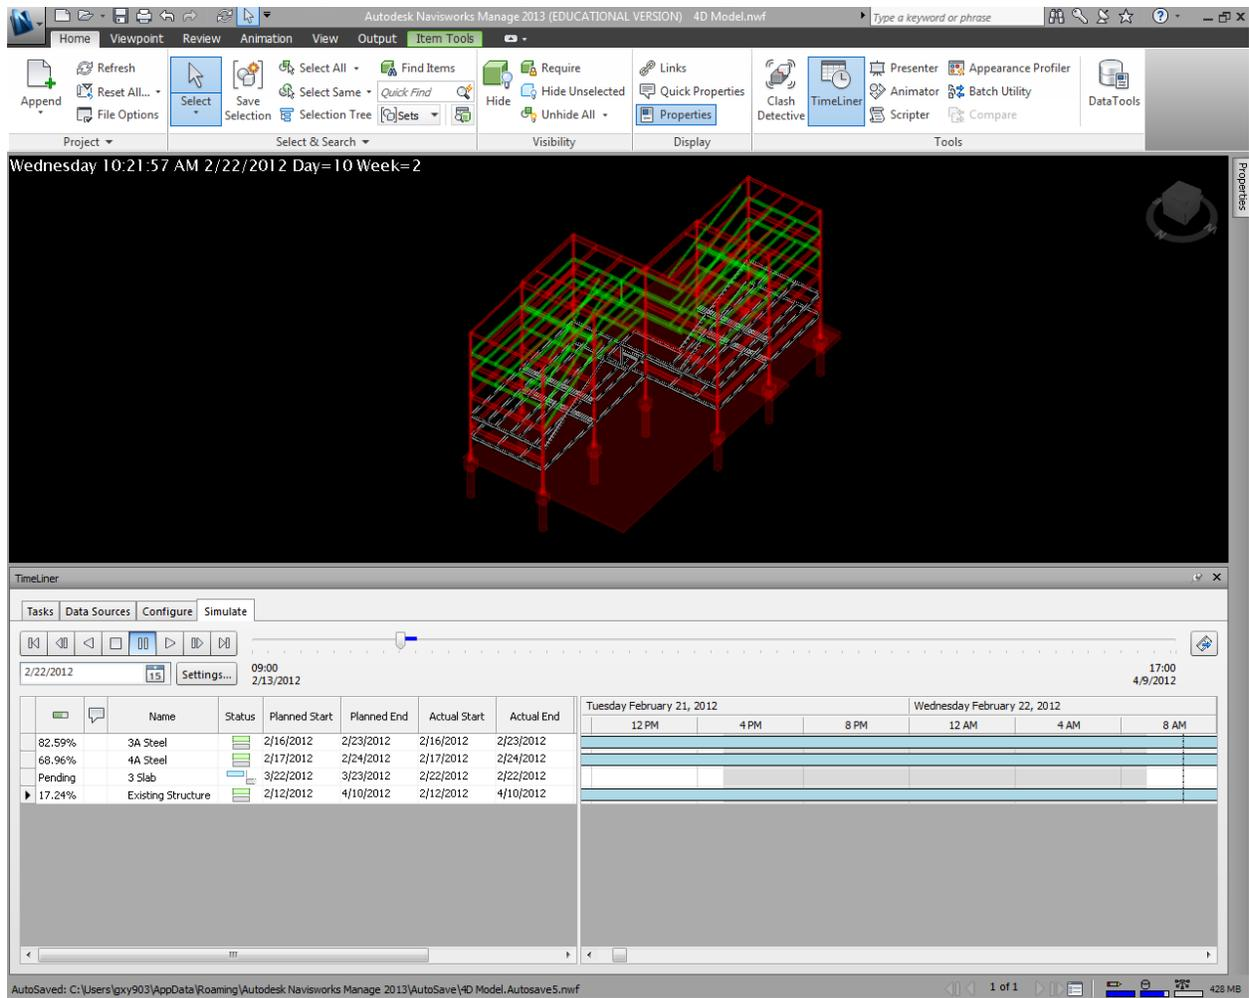 Autodesk Navisworks Manage 2013 (EDUCATIONAL VERSION) 4D Model.nwf
Type a keyword or phrase
Home Viewpoint Review Animation View Output Item Tools
Append
Refresh
Reset All...
File Options
Project
Select
Save Selection
Select All
Select Same
Selection Tree
Find Items
Quick Find
Sets
Select & Search
Hide
Require
Hide Unselected
Unhide All
Visibility
Links
Quick Properties
Properties
Display
Clash Detective
TimeLiner
Presenter
Animator
Scripter
Appearance Profiler
Batch Utility
Compare
Tools
DataTools
Wednesday 10:21:57 AM 2/22/2012 Day=10 Week=2
Properties
TimeLiner
Tasks Data Sources Configure Simulate
2/22/2012 15 Settings...
09:00
2/13/2012
17:00
4/9/2012
Name Status Planned Start Planned End Actual Start Actual End
Tuesday February 21, 2012 Wednesday February 22, 2012
12 PM 4 PM 8 PM 12 AM 4 AM 8 AM
82.59% 3A Steel 2/16/2012 2/23/2012 2/16/2012 2/23/2012
68.96% 4A Steel 2/17/2012 2/24/2012 2/17/2012 2/24/2012
Pending 3 Slab 3/22/2012 3/23/2012 2/22/2012 2/22/2012
17.24% Existing Structure 2/12/2012 4/10/2012 2/12/2012 4/10/2012
AutoSaved: C:\Users\gxy903\AppData\Roaming\Autodesk Navisworks Manage 2013\AutoSave\4D Model.Autosave5.nwf
1 of 1
428 MB